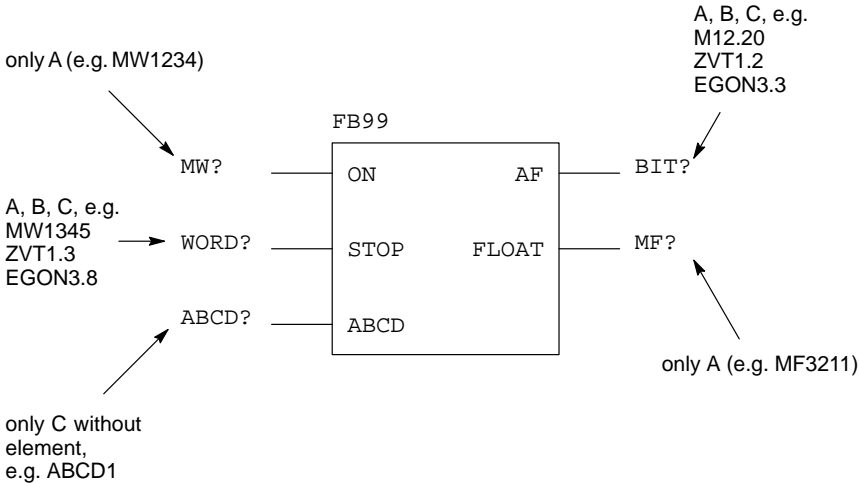 A, B, C, e.g.
M12.20
ZVT1.2
EGON3.3
only A (e.g. MW1234)
FB99
MW?
ON
AF
BIT?
A, B, C, e.g.
MW1345
ZVT1.3
EGON3.8
WORD?
STOP
FLOAT
MF?
ABCD?
ABCD
only A (e.g. MF3211)
only C without
element,
e.g. ABCD1